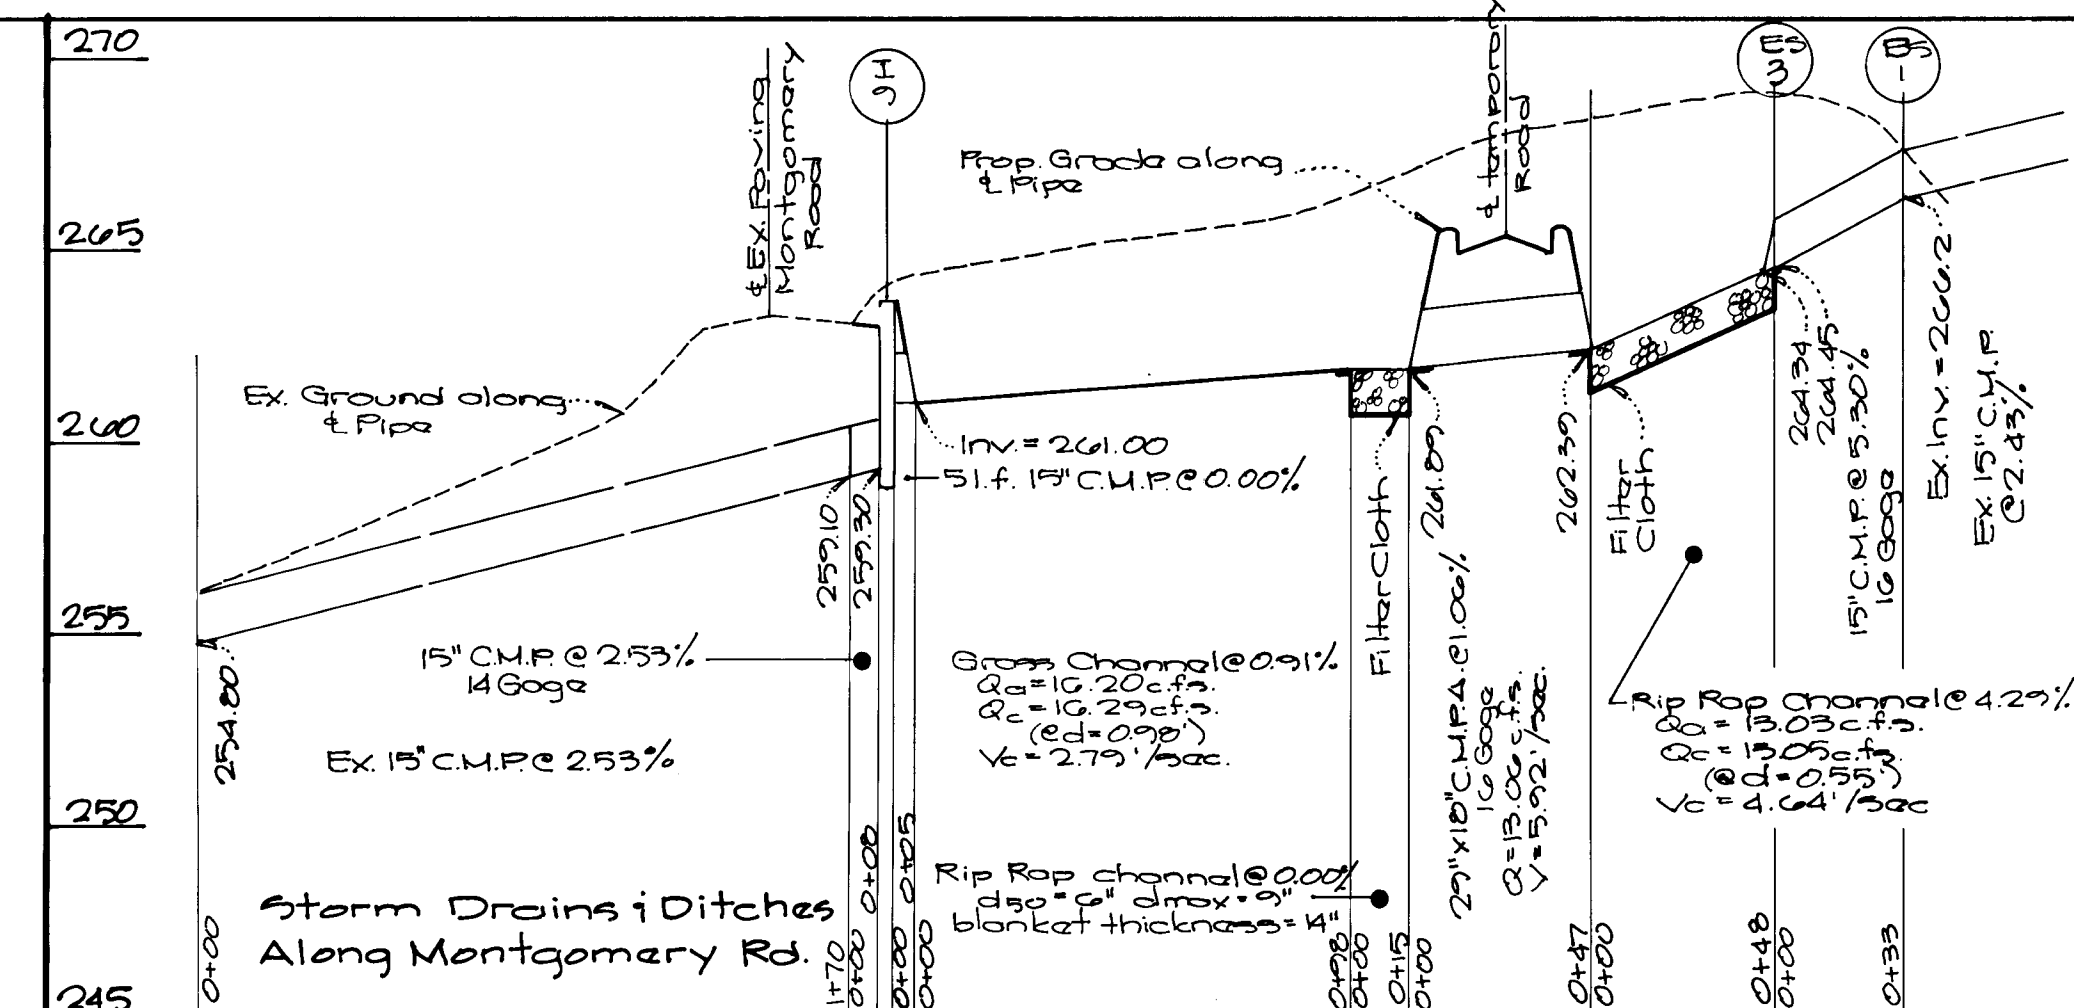 270
265
260
255
250
245
℄ Ex. Paving
Montgomery
Road
9H
℄ temporary
Road
ES
3
BS
1
Prop. Grade along
℄ Pipe
Ex. Ground along
℄ Pipe
Inv. = 261.00
5 l.f. 15" C.M.P. @ 0.00%
259.10
259.30
254.80
15" C.M.P. @ 2.53%
14 Gage
Ex. 15" C.M.P. @ 2.53%
Grass Channel @ 0.91%
Qa = 16.20 c.f.s.
Qc = 16.29 c.f.s.
(@ d = 0.98')
Vc = 2.79'/sec.
Filter Cloth
261.89
29" x 18" C.M.P.A. @ 1.06%
16 Gage
Q = 13.06 c.f.s.
V = 5.92'/sec.
262.39
Filter
Cloth
264.34
264.45
15" C.M.P. @ 5.30%
16 Gage
Ex. Inv. = 266.2
Ex. 15" C.M.P.
@ 2.43%
Rip Rap Channel @ 4.29%
Qa = 13.03 c.f.s.
Qc = 13.05 c.f.s.
(@ d = 0.55')
Vc = 4.64'/sec
Rip Rap channel @ 0.00%
d50 = 6" dmax = 9"
blanket thickness = 14"
Storm Drains & Ditches
Along Montgomery Rd.
0+00
1+70
0+00
0+08
0+00
0+05
0+00
0+98
0+00
0+15
0+00
0+47
0+00
0+48
0+00
0+33